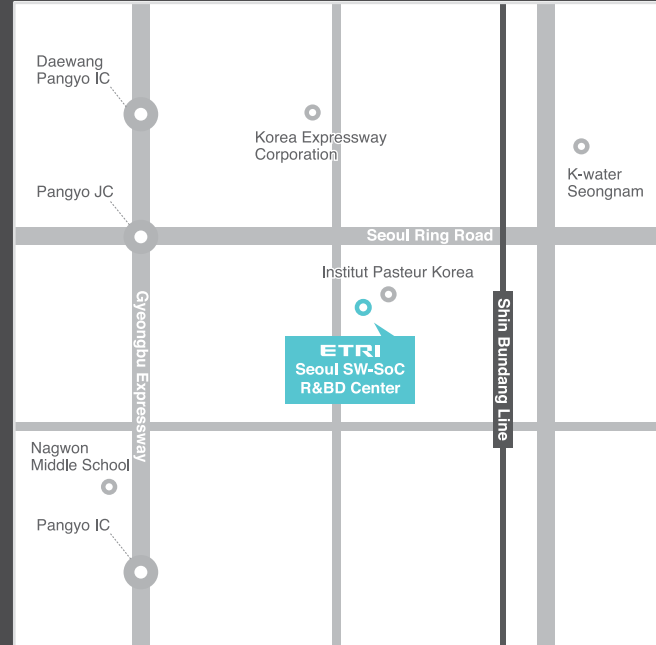 Daewang
Pangyo IC
Korea Expressway
Corporation
K-water
Seongnam
Pangyo JC
Seoul Ring Road
Institut Pasteur Korea
Gyeongbu Expressway
Shin Bundang Line
ETRI
Seoul SW-SoC
R&BD Center
Nagwon
Middle School
Pangyo IC